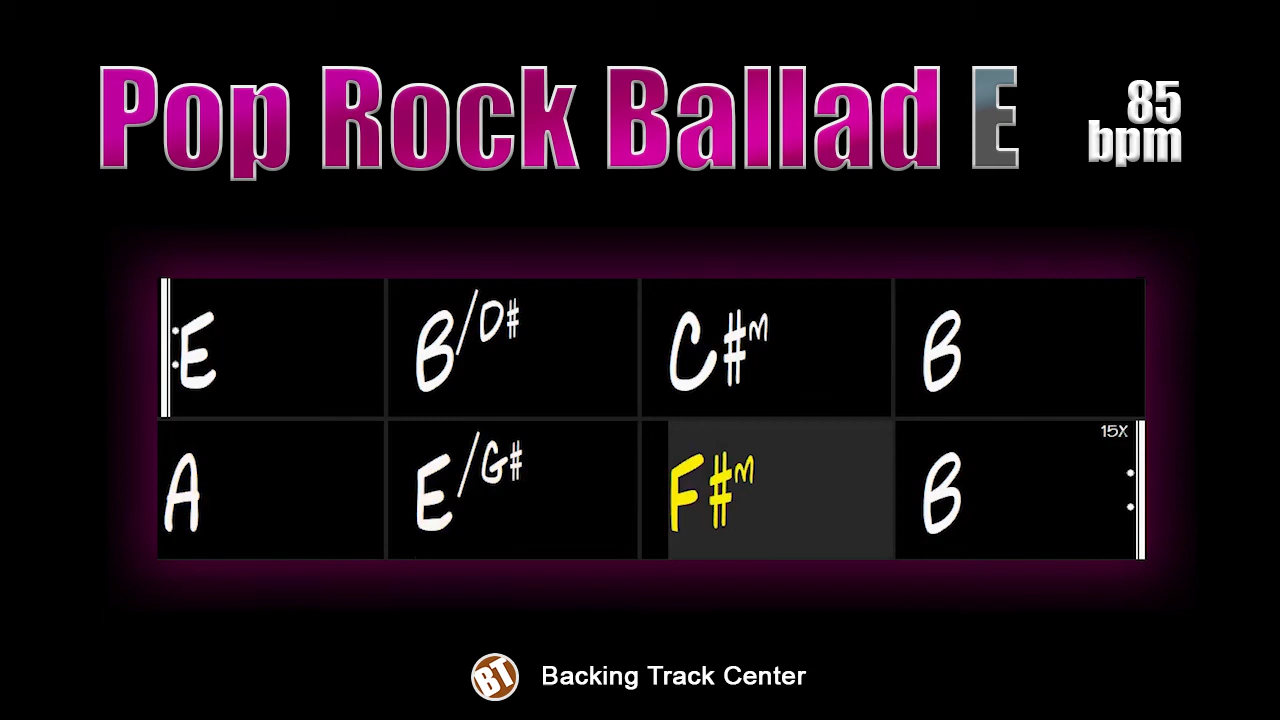 Pop Rock Ballad E
85
bpm
E B/D# C#m B
15X
A E/G# F#m B
BT Backing Track Center